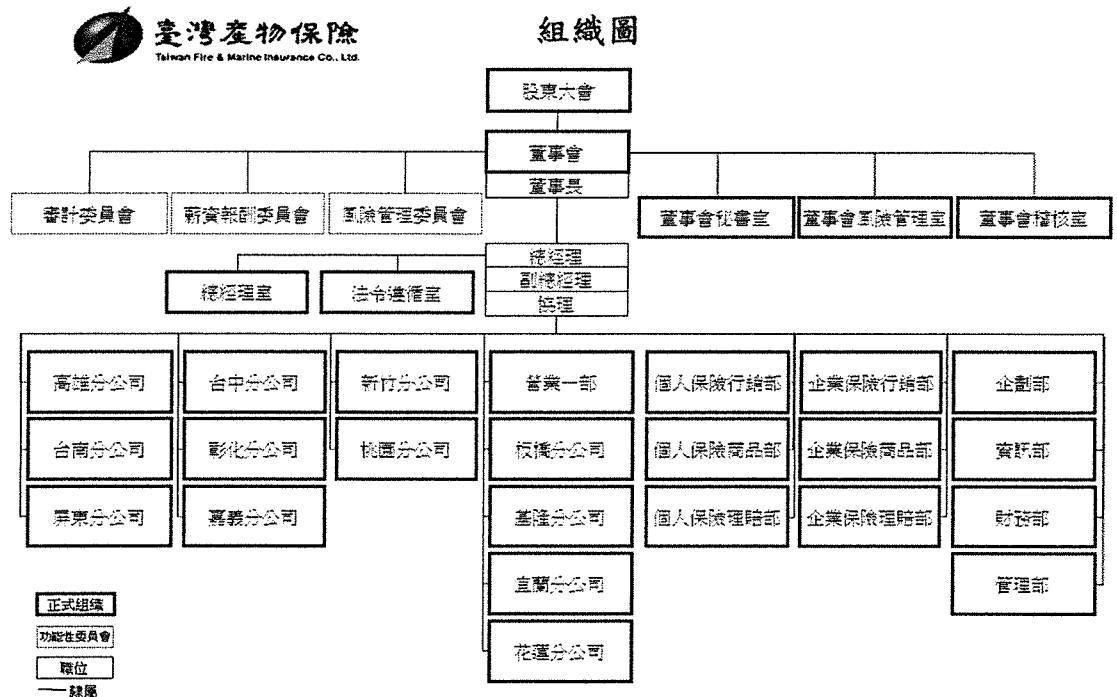 臺灣產物保險
Taiwan Fire & Marine Insurance Co., Ltd.
組織圖
股東大會
董事會
董事長
審計委員會
薪資報酬委員會
風險管理委員會
董事會秘書室
董事會風險管理室
董事會稽核室
總經理
副總經理
協理
總經理室
法令遵循室
高雄分公司
台中分公司
新竹分公司
營業一部
個人保險行銷部
企業保險行銷部
企劃部
台南分公司
彰化分公司
桃園分公司
板橋分公司
個人保險商品部
企業保險商品部
資訊部
屏東分公司
嘉義分公司
基隆分公司
個人保險理賠部
企業保險理賠部
財務部
宜蘭分公司
管理部
花蓮分公司
正式組織
功能性委員會
職位
隸屬